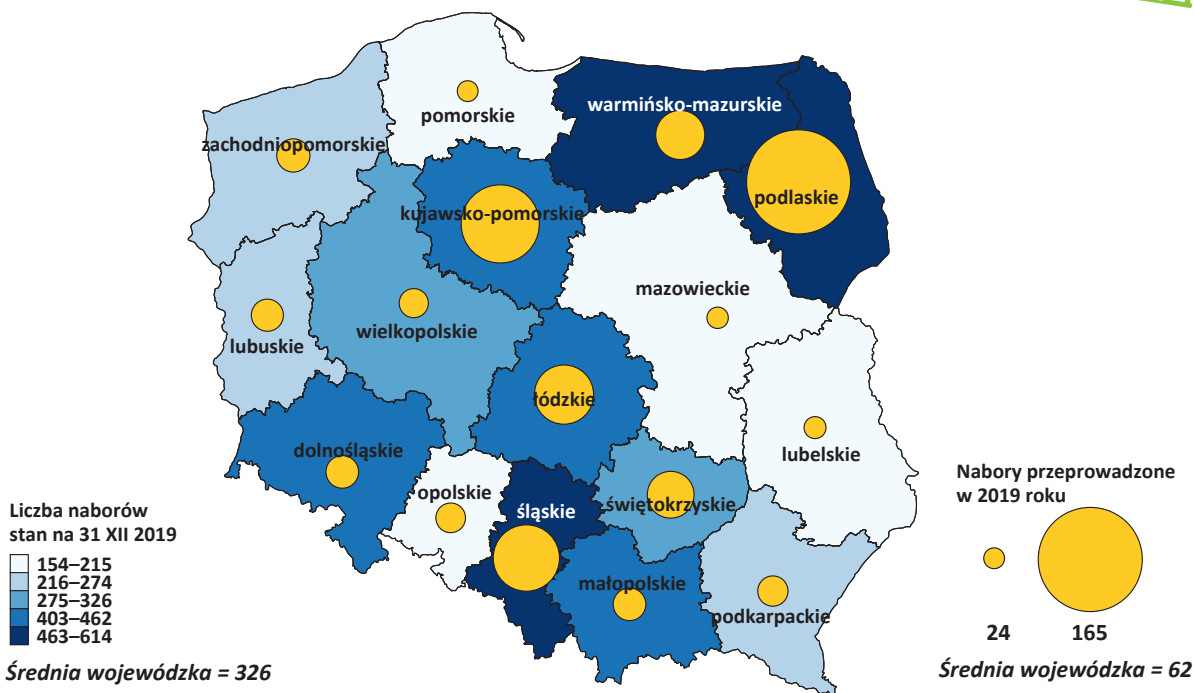 pomorskie
warmińsko-mazurskie
zachodniopomorskie
podlaskie
kujawsko-pomorskie
mazowieckie
wielkopolskie
lubuskie
łódzkie
dolnośląskie
lubelskie
opolskie
śląskie
świętokrzyskie
małopolskie
podkarpackie
Liczba naborów
stan na 31 XII 2019
154–215
216–274
275–326
403–462
463–614
Średnia wojewódzka = 326
Nabory przeprowadzone
w 2019 roku
24 165
Średnia wojewódzka = 62